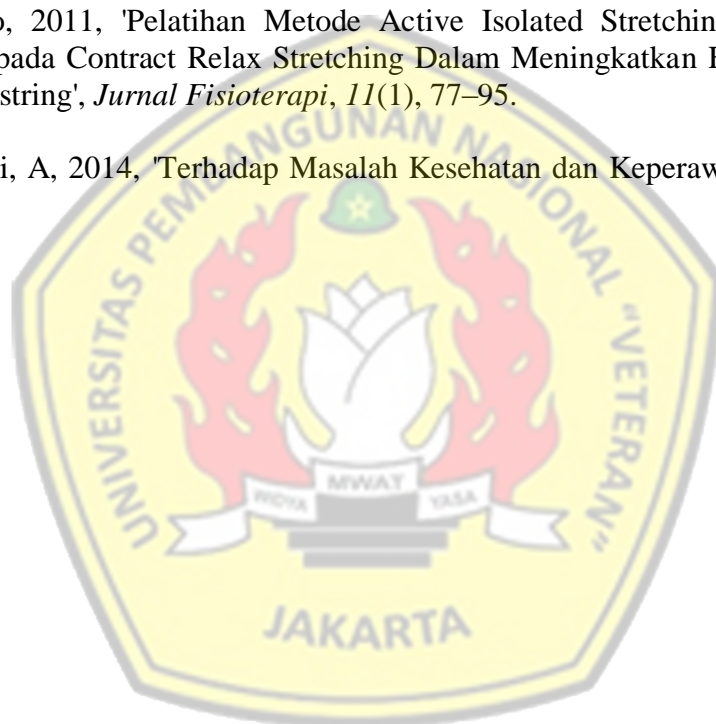 o, 2011, 'Pelatihan Metode Active Isolated Stretchin
pada Contract Relax Stretching Dalam Meningkatkan
string', Jurnal Fisioterapi, 11(1), 77–95.
i, A, 2014, 'Terhadap Masalah Kesehatan dan Keperaw
UNIVERSITAS PEMBANGUNAN NASIONAL "VETERAN"
WIDYA MWAT YASA
JAKARTA